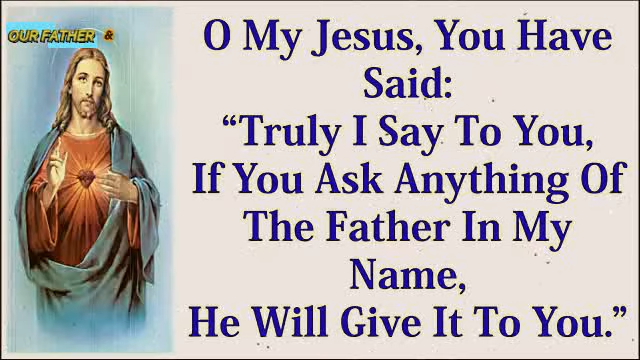 OUR FATHER &
O My Jesus, You Have
Said:
“Truly I Say To You,
If You Ask Anything Of
The Father In My
Name,
He Will Give It To You.”